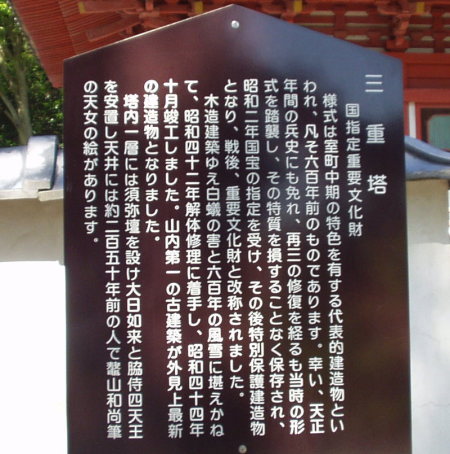 三重塔
国指定重要文化財
様式は室町中期の特色を有する代表的建造物とい
われ、凡そ六百年前のものであります。幸い、天正
年間の兵史にも免れ、再三の修復を経るも当時の形
式を踏襲し、その特質を損することなく保存され、
昭和二年国宝の指定を受け、その後特別保護建造物
となり、戦後、重要文化財と改称されました。
木造建築ゆえ白蟻の害と六百年の風雪に堪えかね
て、昭和四十二年解体修理に着手し、昭和四十四年
十月竣工しました。山内第一の古建築が外見上最新
の建造物となりました。
塔内一層には須弥壇を設け大日如来と脇侍四天王
を安置し天井には約二百五十年前の人で鼇山和尚筆
の天女の絵があります。